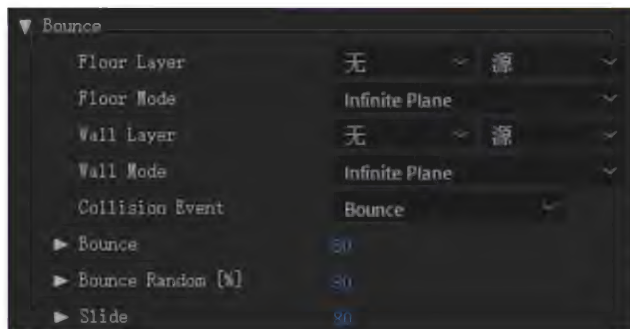 Bounce
Floor Layer 无 源
Floor Mode Infinite Plane
Wall Layer 无 源
Wall Mode Infinite Plane
Collision Event Bounce
Bounce
Bounce Random [%]
Slide